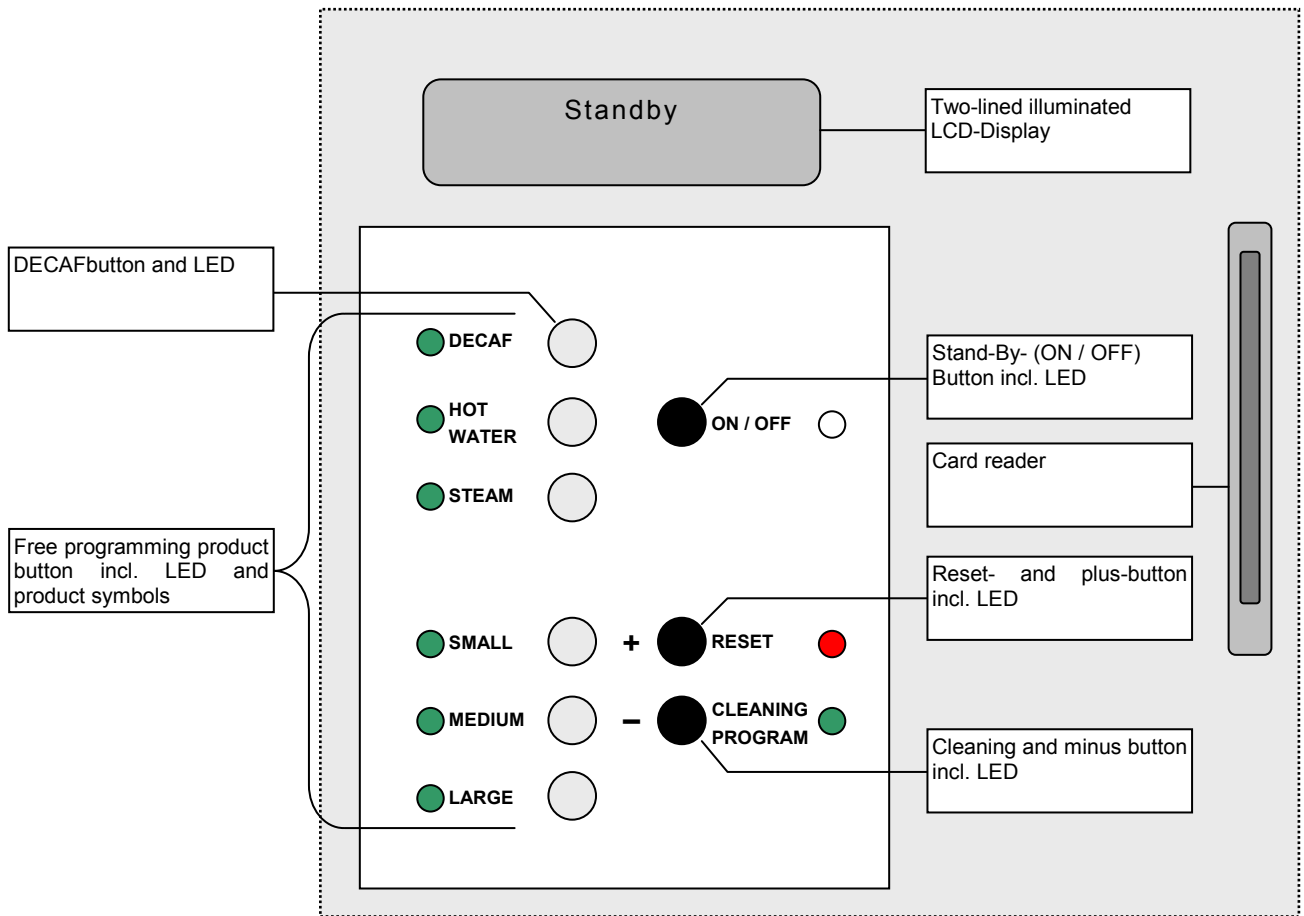 Standby
Two-lined illuminated
LCD-Display
DECAFbutton and LED
DECAF
HOT
WATER
STEAM
ON / OFF
Stand-By- (ON / OFF)
Button incl. LED
Card reader
Free programming product
button incl. LED and
product symbols
Reset- and plus-button
incl. LED
SMALL
+
RESET
MEDIUM
–
CLEANING
PROGRAM
LARGE
Cleaning and minus button
incl. LED